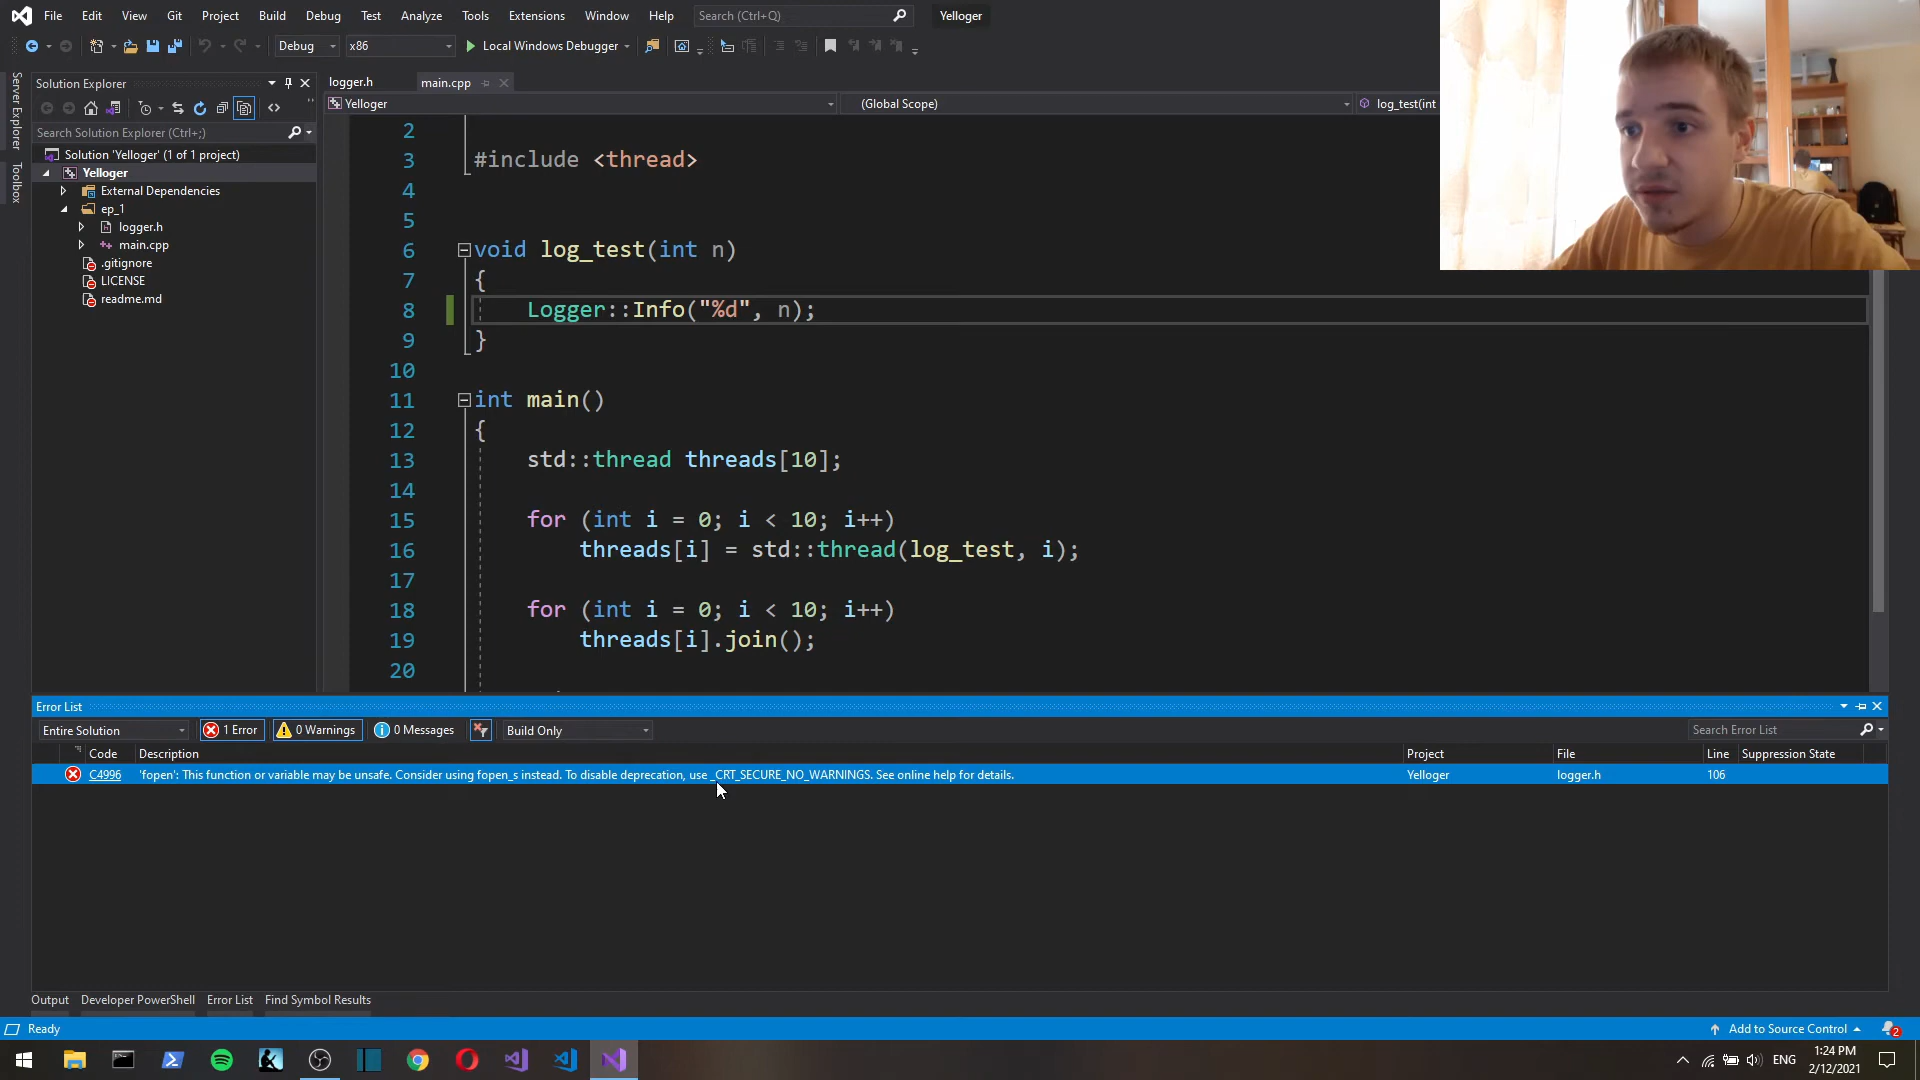 File Edit View Git Project Build Debug Test Analyze Tools Extensions Window Help Search (Ctrl+Q) Yelloger
Debug x86 Local Windows Debugger
Server Explorer
Toolbox
Solution Explorer
Search Solution Explorer (Ctrl+;)
Solution 'Yelloger' (1 of 1 project)
Yelloger
External Dependencies
ep_1
logger.h
main.cpp
.gitignore
LICENSE
readme.md
logger.h main.cpp
Yelloger (Global Scope) log_test(int
2
3 #include <thread>
4
5
6 void log_test(int n)
7 {
8 Logger::Info("%d", n);
9 }
10
11 int main()
12 {
13 std::thread threads[10];
14
15 for (int i = 0; i < 10; i++)
16 threads[i] = std::thread(log_test, i);
17
18 for (int i = 0; i < 10; i++)
19 threads[i].join();
20
Error List
Entire Solution 1 Error 0 Warnings 0 Messages Build Only Search Error List
Code Description Project File Line Suppression State
C4996 'fopen': This function or variable may be unsafe. Consider using fopen_s instead. To disable deprecation, use _CRT_SECURE_NO_WARNINGS. See online help for details. Yelloger logger.h 106
Output Developer PowerShell Error List Find Symbol Results
Ready Add to Source Control 2
ENG 1:24 PM
2/12/2021